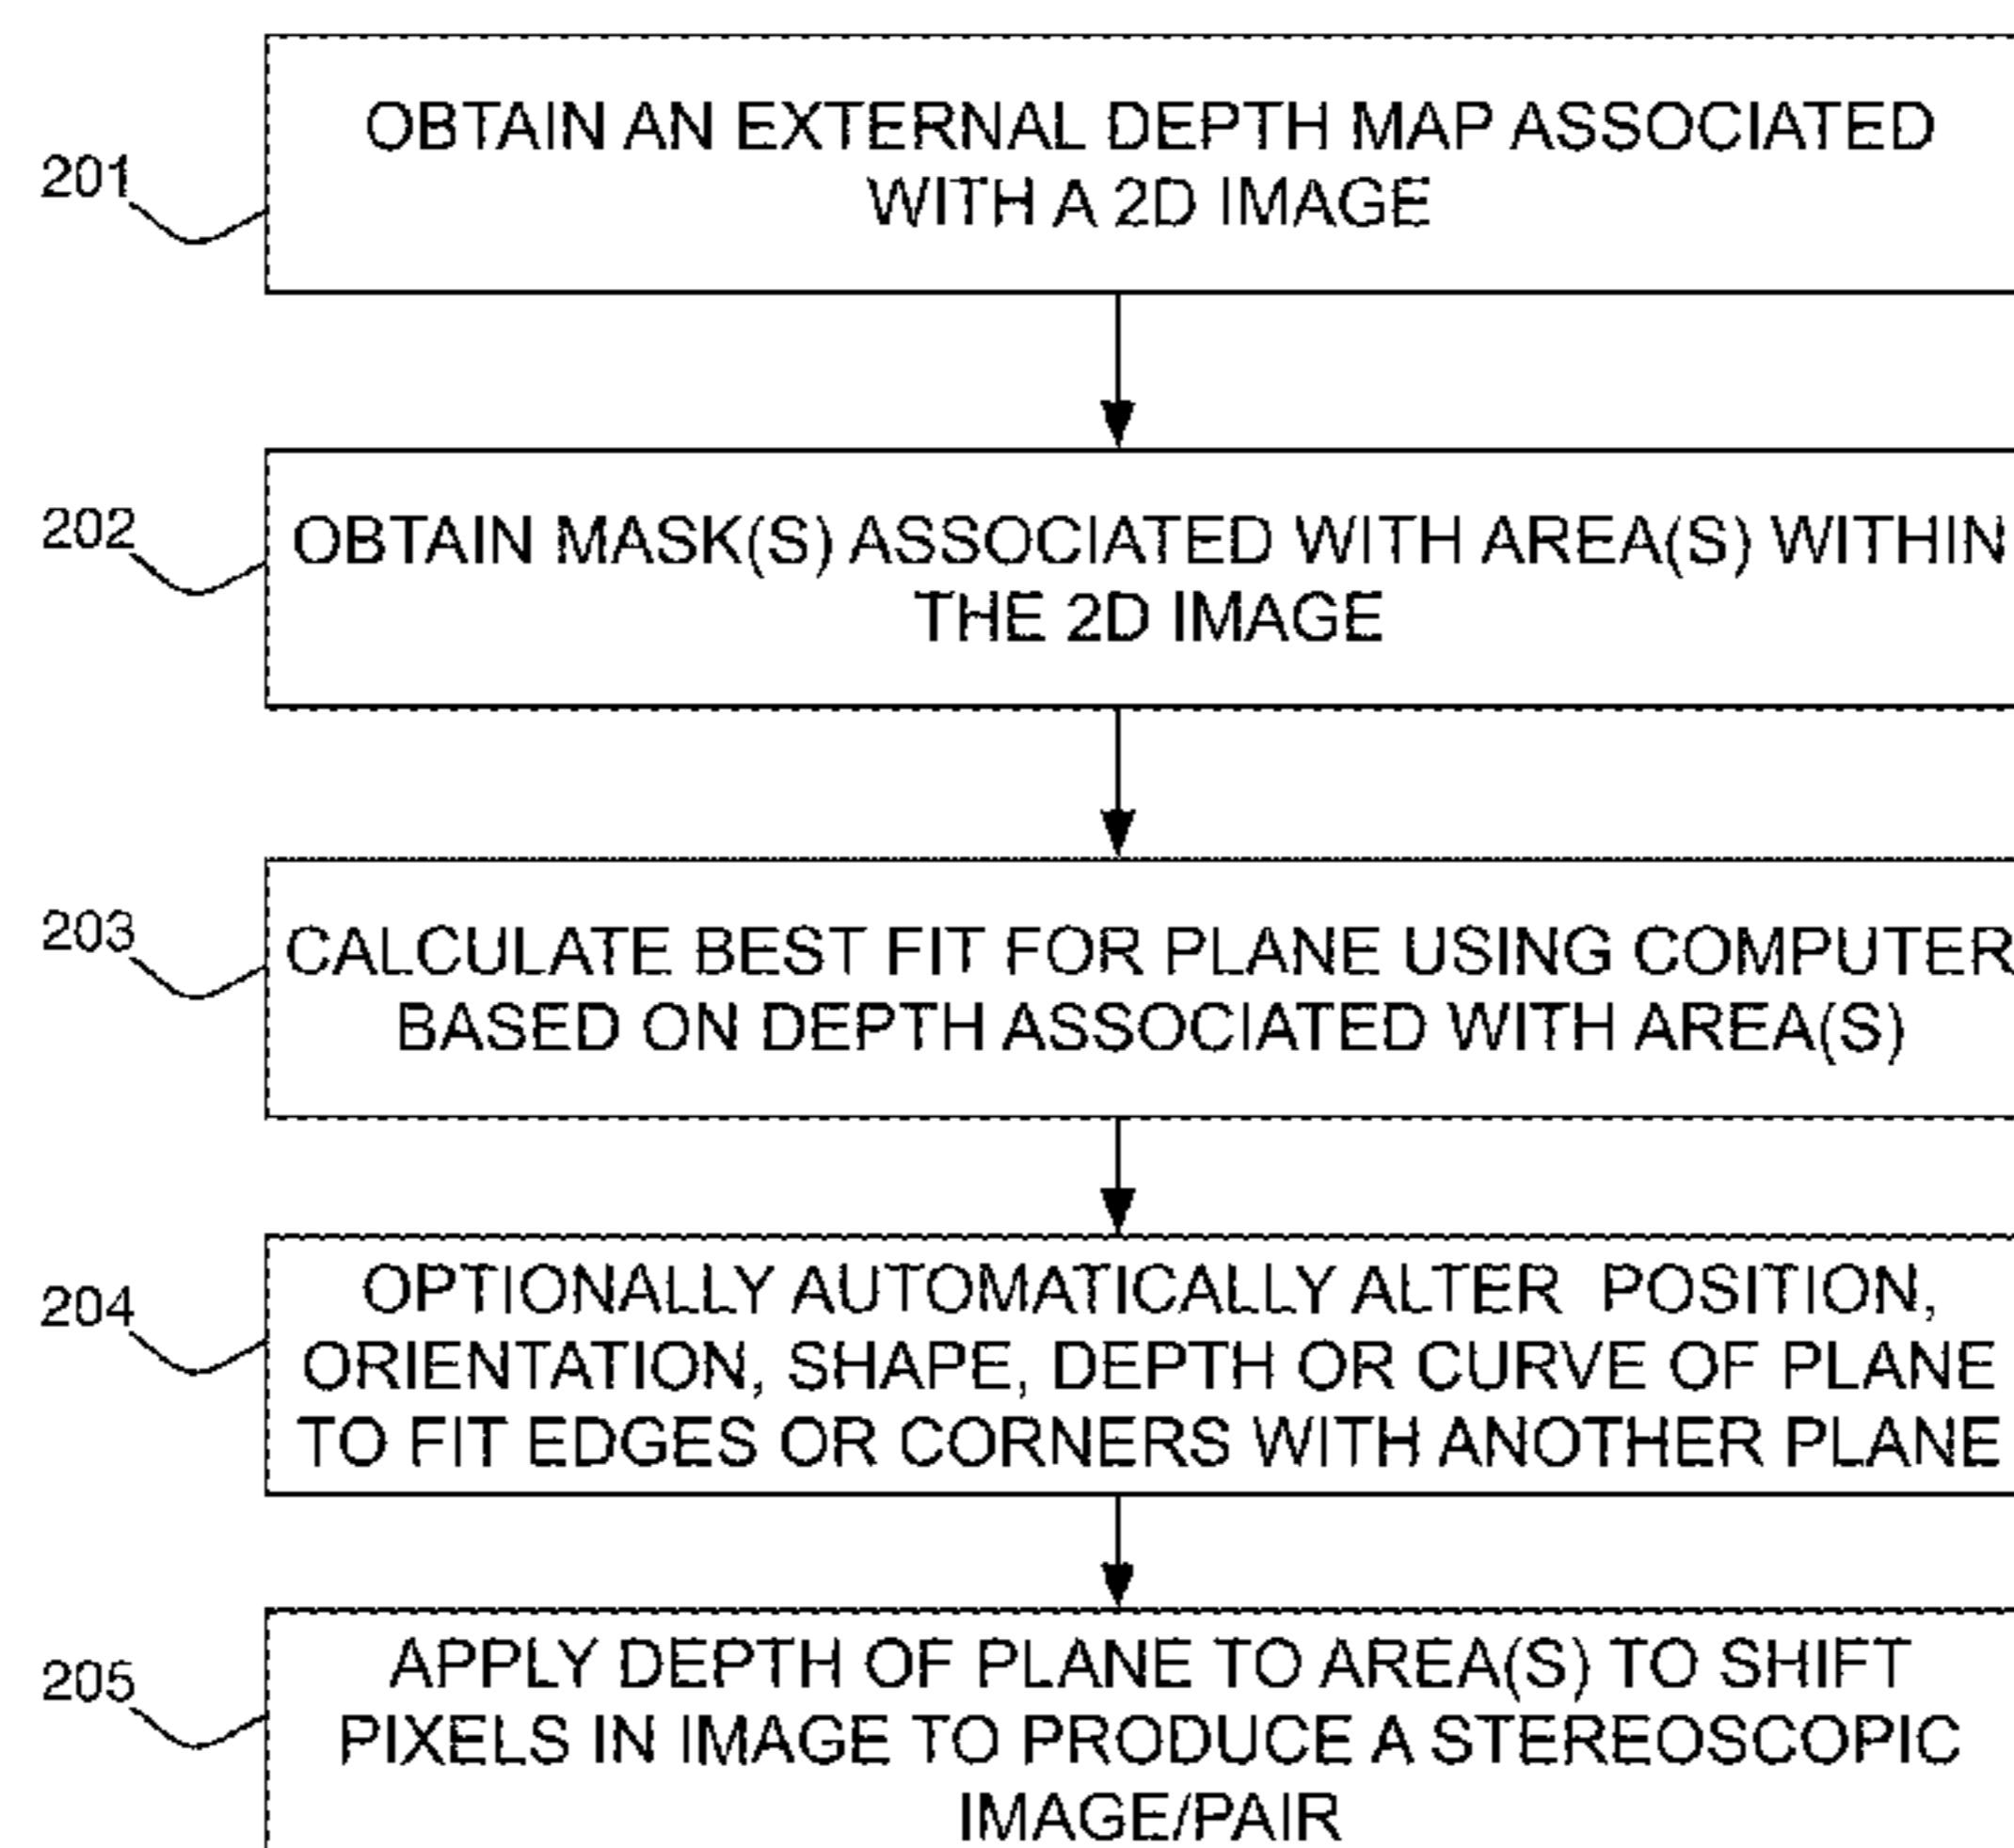 201
OBTAIN AN EXTERNAL DEPTH MAP ASSOCIATED
WITH A 2D IMAGE
202
OBTAIN MASK(S) ASSOCIATED WITH AREA(S) WITHIN
THE 2D IMAGE
203
CALCULATE BEST FIT FOR PLANE USING COMPUTER
BASED ON DEPTH ASSOCIATED WITH AREA(S)
204
OPTIONALLY AUTOMATICALLY ALTER POSITION,
ORIENTATION, SHAPE, DEPTH OR CURVE OF PLANE
TO FIT EDGES OR CORNERS WITH ANOTHER PLANE
205
APPLY DEPTH OF PLANE TO AREA(S) TO SHIFT
PIXELS IN IMAGE TO PRODUCE A STEREOSCOPIC
IMAGE/PAIR